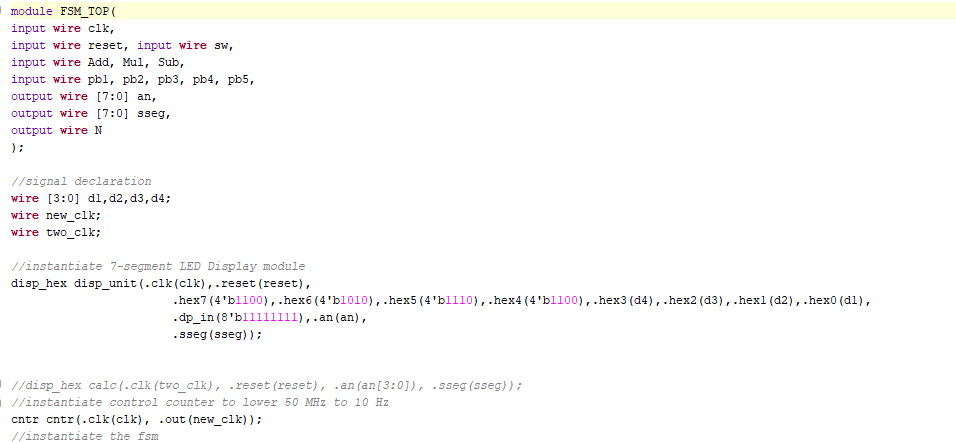 module FSM_TOP(
input wire clk,
input wire reset, input wire sw,
input wire Add, Mul, Sub,
input wire pb1, pb2, pb3, pb4, pb5,
output wire [7:0] an,
output wire [7:0] sseg,
output wire N
);
//signal declaration
wire [3:0] d1,d2,d3,d4;
wire new_clk;
wire two_clk;
//instantiate 7-segment LED Display module
disp_hex disp_unit(.clk(clk),.reset(reset),
.hex7(4'b1100),.hex6(4'b1010),.hex5(4'b1110),.hex4(4'b1100),.hex3(d4),.hex2(d3),.hex1(d2),.hex0(d1),
.dp_in(8'b11111111),.an(an),
.sseg(sseg));
//disp_hex calc(.clk(two_clk), .reset(reset), .an(an[3:0]), .sseg(sseg));
//instantiate control counter to lower 50 MHz to 10 Hz
cntr cntr(.clk(clk), .out(new_clk));
//instantiate the fsm